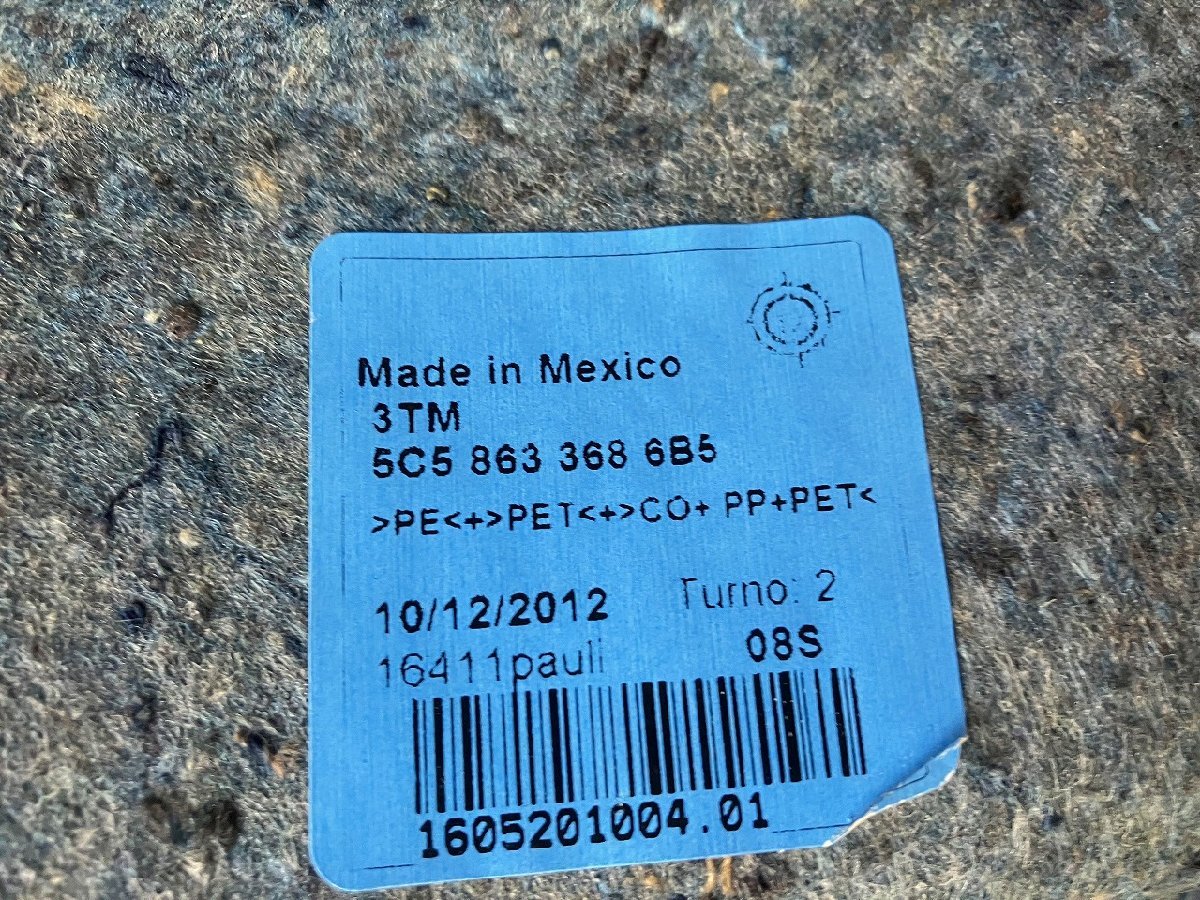 Made in Mexico
3TM
5C5 863 368 6B5
>PE<+>PET<+>CO+ PP+PET<
10/12/2012 Turno: 2
16411pauli 08S
1605201004.01